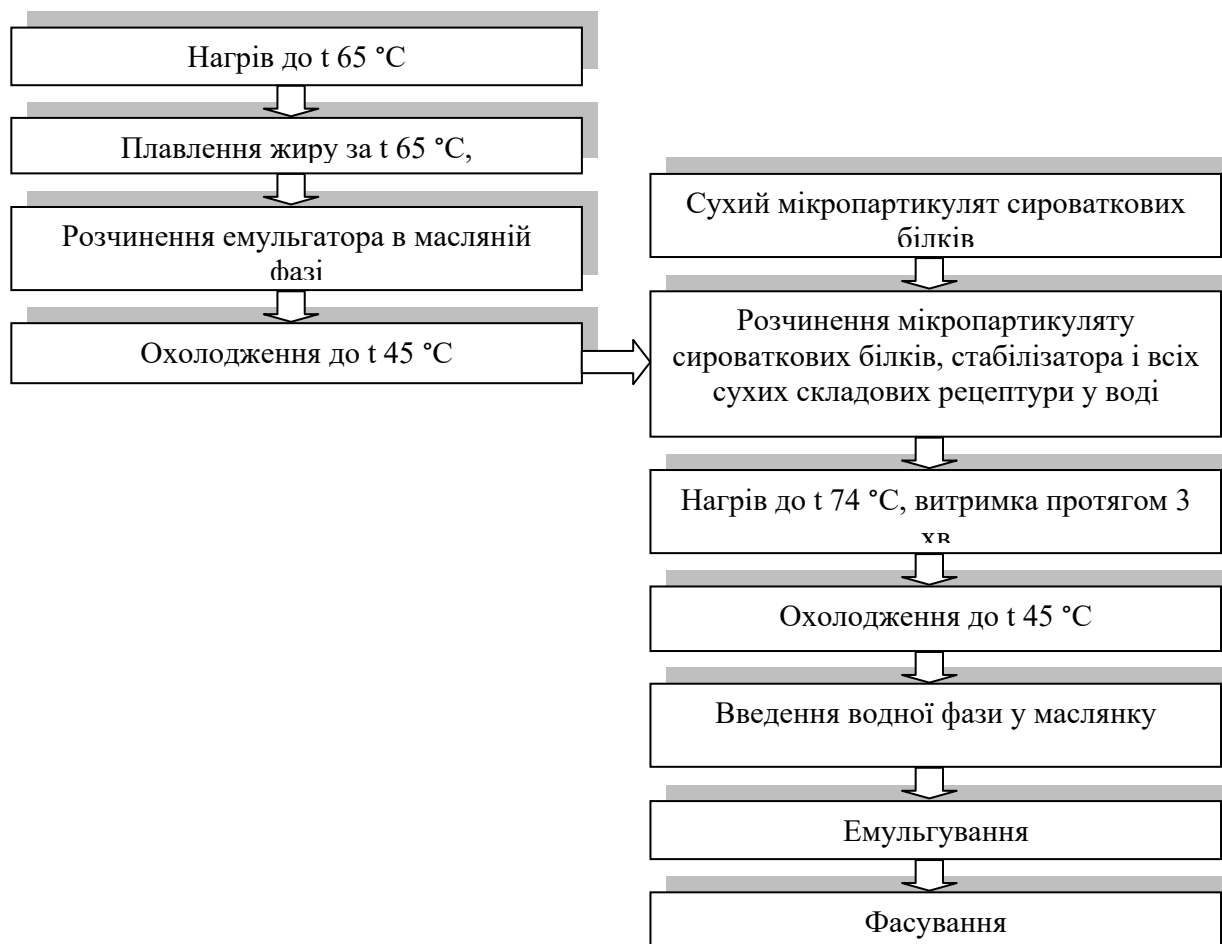 Нагрів до t 65 °C
Плавлення жиру за t 65 °C,
Розчинення емульгатора в масляній
фазі
Охолодження до t 45 °C
Сухий мікропартикулят сироваткових
білків
Розчинення мікропартикуляту
сироваткових білків, стабілізатора і всіх
сухих складових рецептури у воді
Нагрів до t 74 °C, витримка протягом 3
хв
Охолодження до t 45 °C
Введення водної фази у маслянку
Емульгування
Фасування